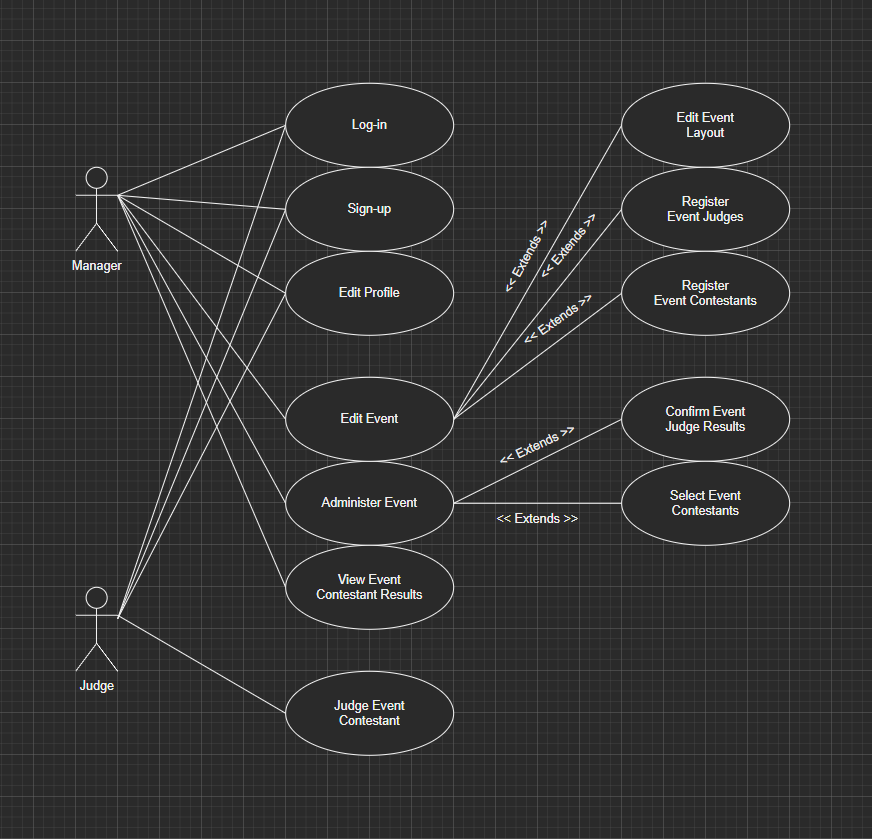 Log-in
Edit Event
Layout
Sign-up
Register
Event Judges
Manager
Edit Profile
Register
Event Contestants
<< Extends >>
<< Extends >>
<< Extends >>
Edit Event
Confirm Event
Judge Results
<< Extends >>
Administer Event
Select Event
Contestants
<< Extends >>
View Event
Contestant Results
Judge
Judge Event
Contestant